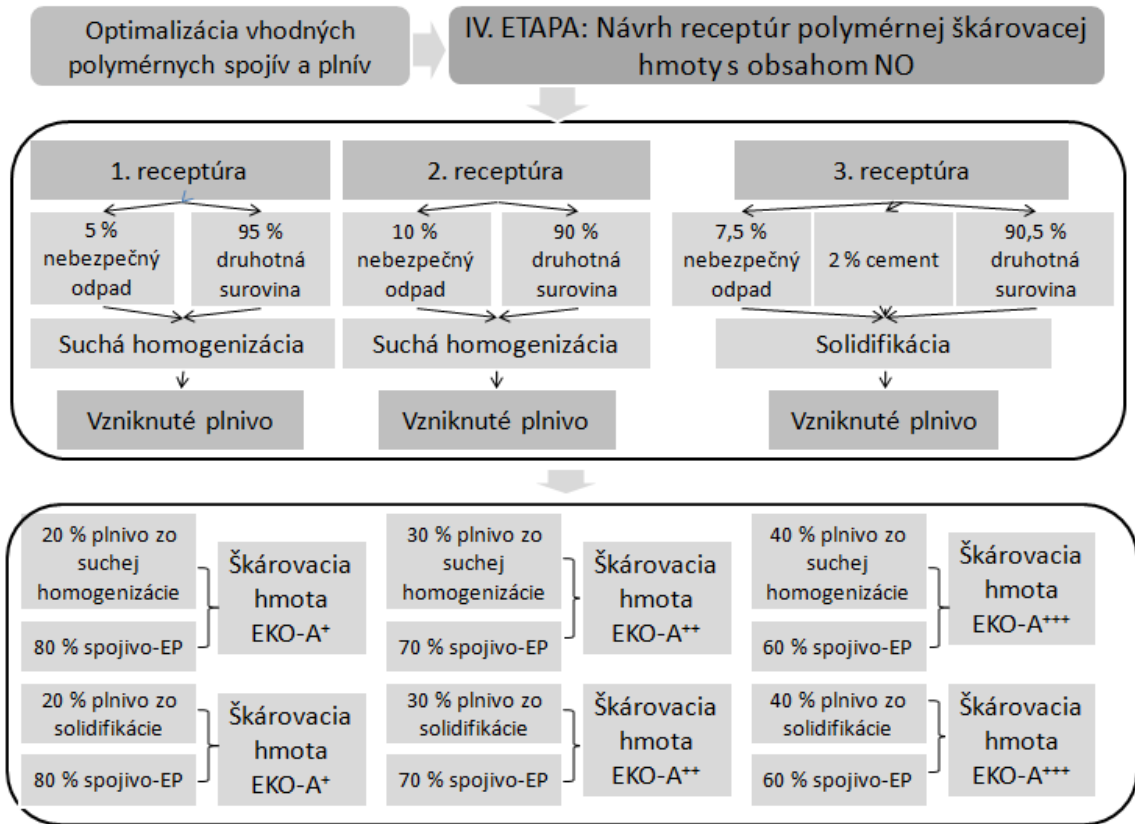 Optimalizácia vhodných
polymérnych spojív a plnív
IV. ETAPA: Návrh receptúr polymérnej škárovacej
hmoty s obsahom NO
1. receptúra
5 %
nebezpečný
odpad
95 %
druhotná
surovina
Suchá homogenizácia
Vzniknuté plnivo
2. receptúra
10 %
nebezpečný
odpad
90 %
druhotná
surovina
Suchá homogenizácia
Vzniknuté plnivo
3. receptúra
7,5 %
nebezpečný
odpad
2 % cement
90,5 %
druhotná
surovina
Solidifikácia
Vzniknuté plnivo
20 % plnivo zo
suchej
homogenizácie
80 % spojivo-EP
Škárovacia
hmota
EKO-A⁺
30 % plnivo zo
suchej
homogenizácie
70 % spojivo-EP
Škárovacia
hmota
EKO-A⁺⁺
40 % plnivo zo
suchej
homogenizácie
60 % spojivo-EP
Škárovacia
hmota
EKO-A⁺⁺⁺
20 % plnivo zo
solidifikácie
80 % spojivo-EP
Škárovacia
hmota
EKO-A⁺
30 % plnivo zo
solidifikácie
70 % spojivo-EP
Škárovacia
hmota
EKO-A⁺⁺
40 % plnivo zo
solidifikácie
60 % spojivo-EP
Škárovacia
hmota
EKO-A⁺⁺⁺